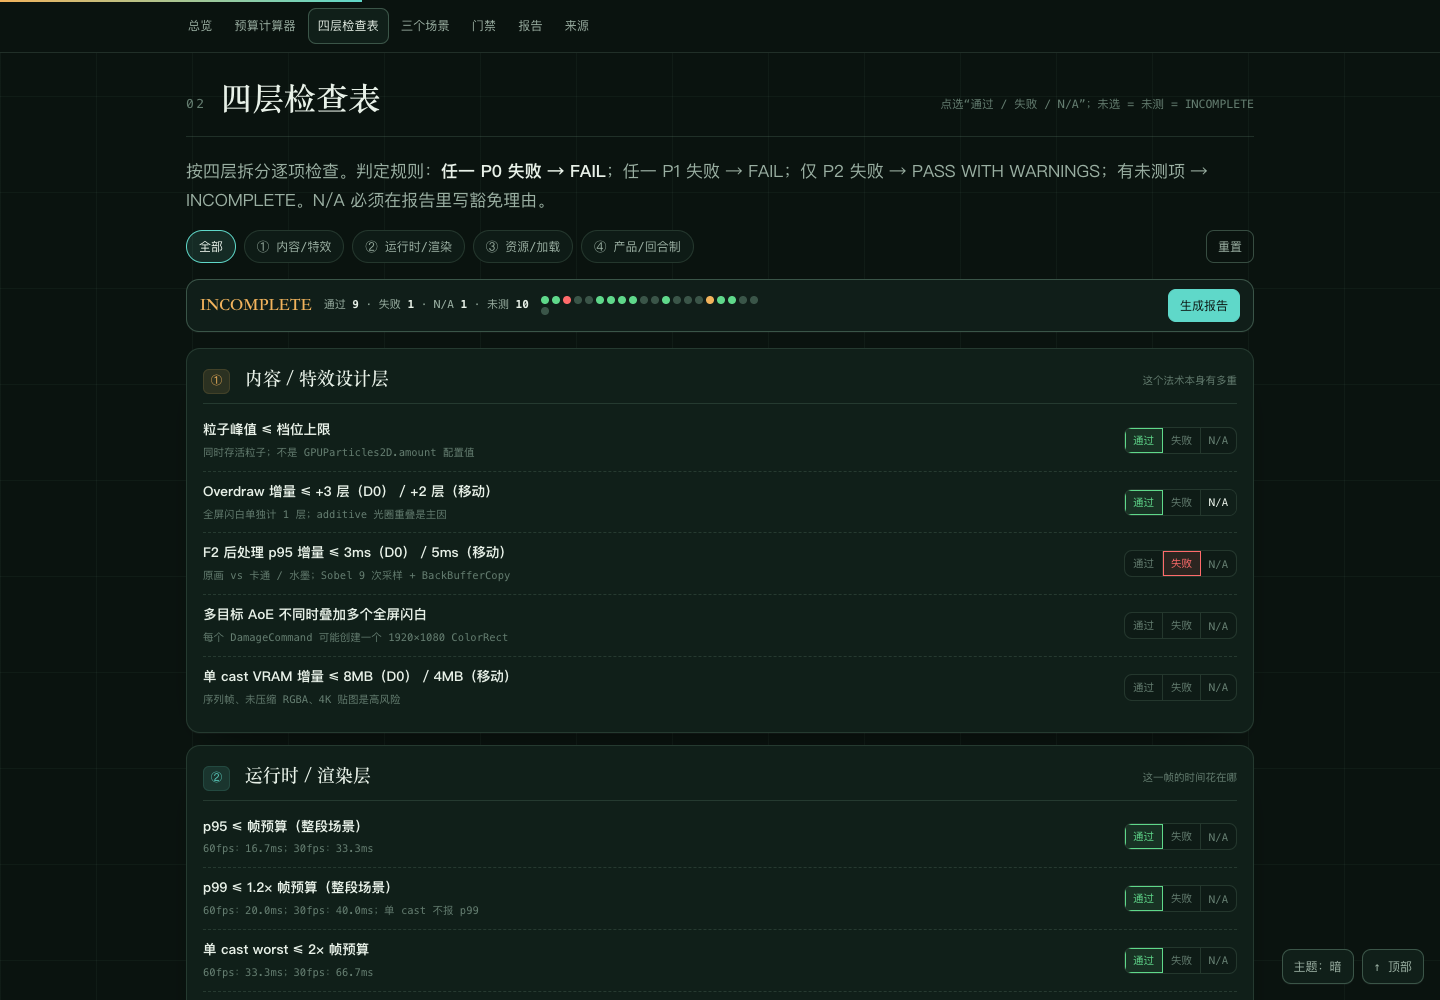 总览 预算计算器 四层检查表 三个场景 门禁 报告 来源
02 四层检查表 点选“通过 / 失败 / N/A”；未选 = 未测 = INCOMPLETE
按四层拆分逐项检查。判定规则：任一 P0 失败 → FAIL；任一 P1 失败 → FAIL；仅 P2 失败 → PASS WITH WARNINGS；有未测项 →
INCOMPLETE。N/A 必须在报告里写豁免理由。
全部 ① 内容/特效 ② 运行时/渲染 ③ 资源/加载 ④ 产品/回合制 重置
INCOMPLETE 通过 9 · 失败 1 · N/A 1 · 未测 10 生成报告
① 内容 / 特效设计层 这个法术本身有多重
粒子峰值 ≤ 档位上限
同时存活粒子；不是 GPUParticles2D.amount 配置值
通过 失败 N/A
Overdraw 增量 ≤ +3 层（D0） / +2 层（移动）
全屏闪白单独计 1 层；additive 光圈重叠是主因
通过 失败 N/A
F2 后处理 p95 增量 ≤ 3ms（D0） / 5ms（移动）
原画 vs 卡通 / 水墨；Sobel 9 次采样 + BackBufferCopy
通过 失败 N/A
多目标 AoE 不同时叠加多个全屏闪白
每个 DamageCommand 可能创建一个 1920×1080 ColorRect
通过 失败 N/A
单 cast VRAM 增量 ≤ 8MB（D0） / 4MB（移动）
序列帧、未压缩 RGBA、4K 贴图是高风险
通过 失败 N/A
② 运行时 / 渲染层 这一帧的时间花在哪
p95 ≤ 帧预算（整段场景）
60fps：16.7ms；30fps：33.3ms
通过 失败 N/A
p99 ≤ 1.2× 帧预算（整段场景）
60fps：20.0ms；30fps：40.0ms；单 cast 不报 p99
通过 失败 N/A
单 cast worst ≤ 2× 帧预算
60fps：33.3ms；30fps：66.7ms
通过 失败 N/A
主题：暗 ↑ 顶部